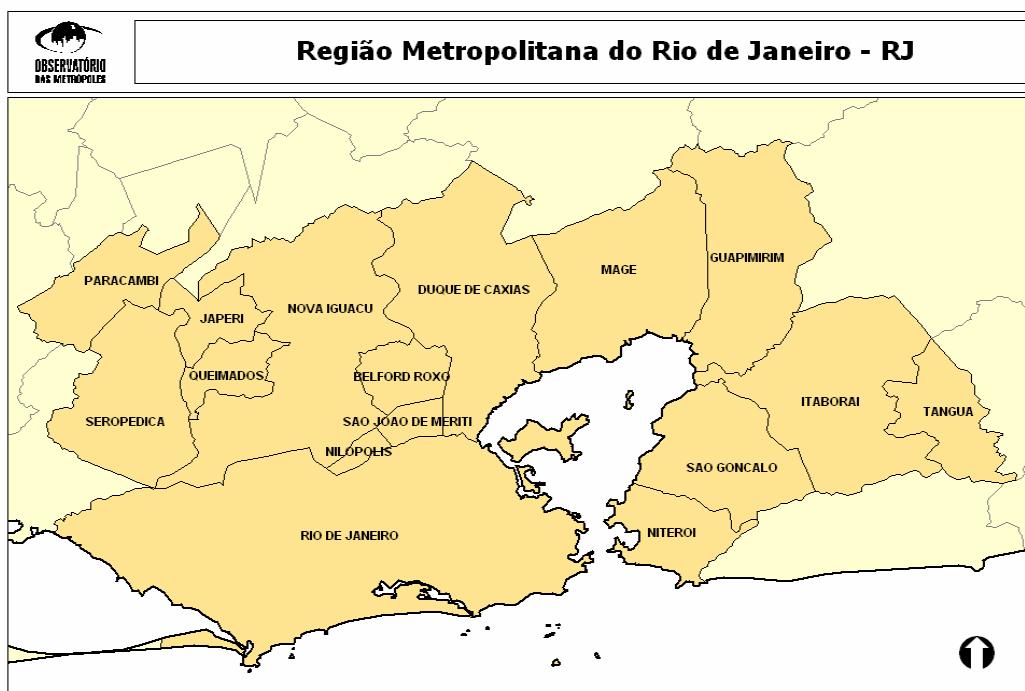 OBSERVATÓRIO
DAS METRÓPOLES
Região Metropolitana do Rio de Janeiro - RJ
GUAPIMIRIM
MAGE
PARACAMBI
DUQUE DE CAXIAS
NOVA IGUACU
JAPERI
QUEIMADOS
BELFORD ROXO
ITABORAI
TANGUA
SEROPEDICA
SAO JOAO DE MERITI
NILOPOLIS
SAO GONCALO
RIO DE JANEIRO
NITEROI